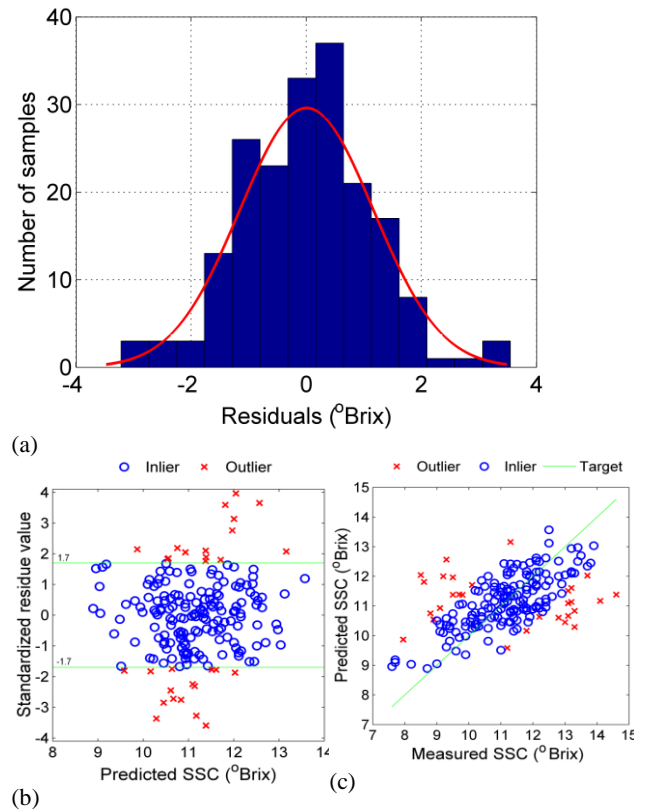 40
30
20
10
0
Number of samples
-4 -2 0 2 4
Residuals (°Brix)
(a)
Inlier Outlier
4
3
2
1
0
-1
-2
-3
-4
1.7
-1.7
Standardized residue value
8 9 10 11 12 13 14
Predicted SSC (°Brix)
(b)
Outlier Inlier Target
15
14
13
12
11
10
9
8
7
Predicted SSC (°Brix)
7 8 9 10 11 12 13 14 15
Measured SSC (°Brix)
(c)